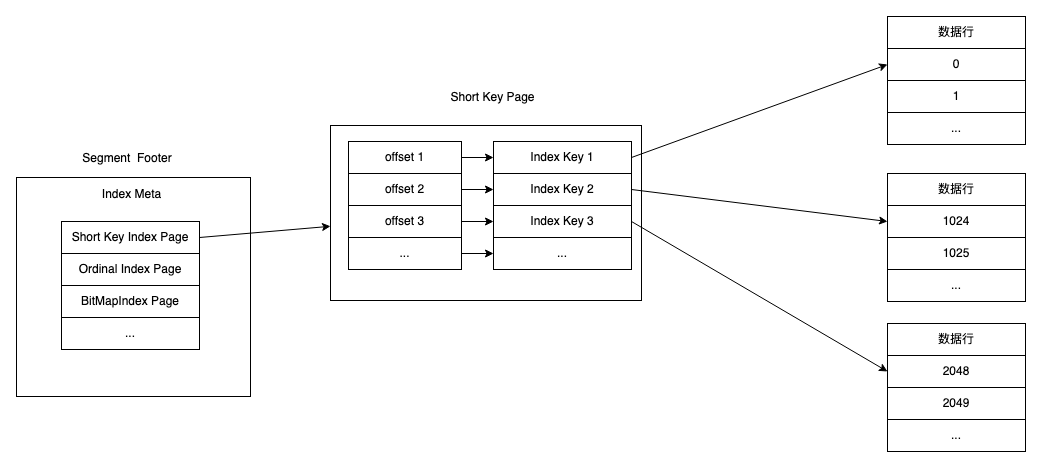 Segment Footer
Index Meta
Short Key Index Page
Ordinal Index Page
BitMapIndex Page
...
Short Key Page
offset 1
Index Key 1
offset 2
Index Key 2
offset 3
Index Key 3
...
...
数据行
0
1
...
数据行
1024
1025
...
数据行
2048
2049
...